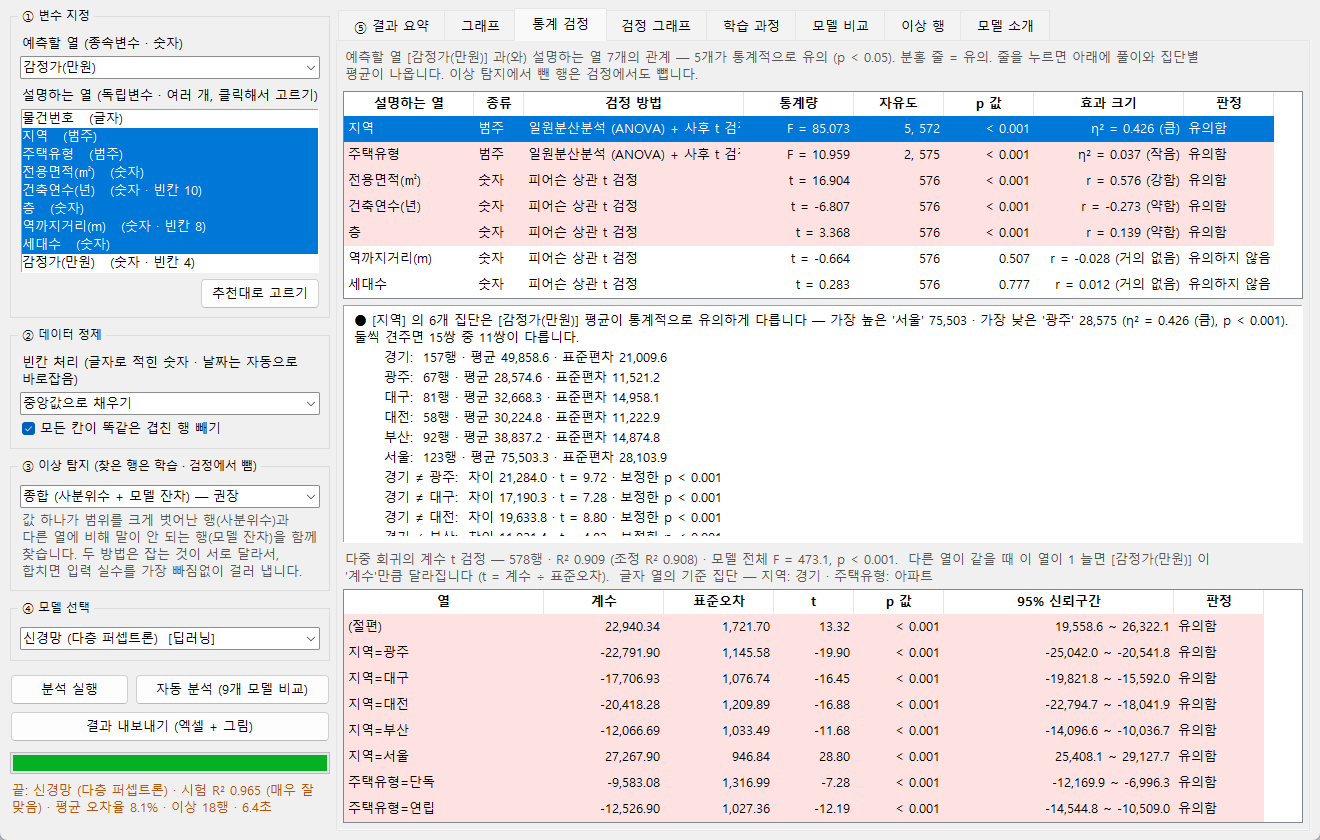 ① 변수 지정
예측할 열 (종속변수 · 숫자)
감정가(만원)
설명하는 열 (독립변수 · 여러 개, 클릭해서 고르기)
물건번호 (글자)
지역 (범주)
주택유형 (범주)
전용면적(㎡) (숫자)
건축연수(년) (숫자 · 빈칸 10)
층 (숫자)
역까지거리(m) (숫자 · 빈칸 8)
세대수 (숫자)
감정가(만원) (숫자 · 빈칸 4)
추천대로 고르기
② 데이터 정제
빈칸 처리 (글자로 적힌 숫자 · 날짜는 자동으로
바로잡음)
중앙값으로 채우기
모든 칸이 똑같은 겹친 행 빼기
③ 이상 탐지 (찾은 행은 학습 · 검정에서 뺌)
종합 (사분위수 + 모델 잔차) — 권장
값 하나가 범위를 크게 벗어난 행(사분위수)과
다른 열에 비해 말이 안 되는 행(모델 잔차)을 함께
찾습니다. 두 방법은 잡는 것이 서로 달라서,
합치면 입력 실수를 가장 빠짐없이 걸러 냅니다.
④ 모델 선택
신경망 (다층 퍼셉트론) [딥러닝]
분석 실행
자동 분석 (9개 모델 비교)
결과 내보내기 (엑셀 + 그림)
끝: 신경망 (다층 퍼셉트론) · 시험 R² 0.965 (매우 잘
맞음) · 평균 오차율 8.1% · 이상 18행 · 6.4초
⑤ 결과 요약 그래프 통계 검정 검정 그래프 학습 과정 모델 비교 이상 행 모델 소개
예측할 열 [감정가(만원)] 과(와) 설명하는 열 7개의 관계 — 5개가 통계적으로 유의 (p < 0.05). 분홍 줄 = 유의. 줄을 누르면 아래에 풀이와 집단별
평균이 나옵니다. 이상 탐지에서 뺀 행은 검정에서도 뺍니다.
설명하는 열 종류 검정 방법 통계량 자유도 p 값 효과 크기 판정
지역 범주 일원분산분석 (ANOVA) + 사후 t 검 F = 85.073 5, 572 < 0.001 η² = 0.426 (큼) 유의함
주택유형 범주 일원분산분석 (ANOVA) + 사후 t 검 F = 10.959 2, 575 < 0.001 η² = 0.037 (작음) 유의함
전용면적(㎡) 숫자 피어슨 상관 t 검정 t = 16.904 576 < 0.001 r = 0.576 (강함) 유의함
건축연수(년) 숫자 피어슨 상관 t 검정 t = -6.807 576 < 0.001 r = -0.273 (약함) 유의함
층 숫자 피어슨 상관 t 검정 t = 3.368 576 < 0.001 r = 0.139 (약함) 유의함
역까지거리(m) 숫자 피어슨 상관 t 검정 t = -0.664 576 0.507 r = -0.028 (거의 없음) 유의하지 않음
세대수 숫자 피어슨 상관 t 검정 t = 0.283 576 0.777 r = 0.012 (거의 없음) 유의하지 않음
● [지역] 의 6개 집단은 [감정가(만원)] 평균이 통계적으로 유의하게 다릅니다 — 가장 높은 '서울' 75,503 · 가장 낮은 '광주' 28,575 (η² = 0.426 (큼), p < 0.001).
둘씩 견주면 15쌍 중 11쌍이 다릅니다.
경기: 157행 · 평균 49,858.6 · 표준편차 21,009.6
광주: 67행 · 평균 28,574.6 · 표준편차 11,521.2
대구: 81행 · 평균 32,668.3 · 표준편차 14,958.1
대전: 58행 · 평균 30,224.8 · 표준편차 11,222.9
부산: 92행 · 평균 38,837.2 · 표준편차 14,874.8
서울: 123행 · 평균 75,503.3 · 표준편차 28,103.9
경기 ≠ 광주: 차이 21,284.0 · t = 9.72 · 보정한 p < 0.001
경기 ≠ 대구: 차이 17,190.3 · t = 7.28 · 보정한 p < 0.001
경기 ≠ 대전: 차이 19,633.8 · t = 8.80 · 보정한 p < 0.001
다중 회귀의 계수 t 검정 — 578행 · R² 0.909 (조정 R² 0.908) · 모델 전체 F = 473.1, p < 0.001. 다른 열이 같을 때 이 열이 1 늘면 [감정가(만원)] 이
'계수'만큼 달라집니다 (t = 계수 ÷ 표준오차). 글자 열의 기준 집단 — 지역: 경기 · 주택유형: 아파트
열 계수 표준오차 t p 값 95% 신뢰구간 판정
(절편) 22,940.34 1,721.70 13.32 < 0.001 19,558.6 ~ 26,322.1 유의함
지역=광주 -22,791.90 1,145.58 -19.90 < 0.001 -25,042.0 ~ -20,541.8 유의함
지역=대구 -17,706.93 1,076.74 -16.45 < 0.001 -19,821.8 ~ -15,592.0 유의함
지역=대전 -20,418.28 1,209.89 -16.88 < 0.001 -22,794.7 ~ -18,041.9 유의함
지역=부산 -12,066.69 1,033.49 -11.68 < 0.001 -14,096.6 ~ -10,036.7 유의함
지역=서울 27,267.90 946.84 28.80 < 0.001 25,408.1 ~ 29,127.7 유의함
주택유형=단독 -9,583.08 1,316.99 -7.28 < 0.001 -12,169.9 ~ -6,996.3 유의함
주택유형=연립 -12,526.90 1,027.36 -12.19 < 0.001 -14,544.8 ~ -10,509.0 유의함